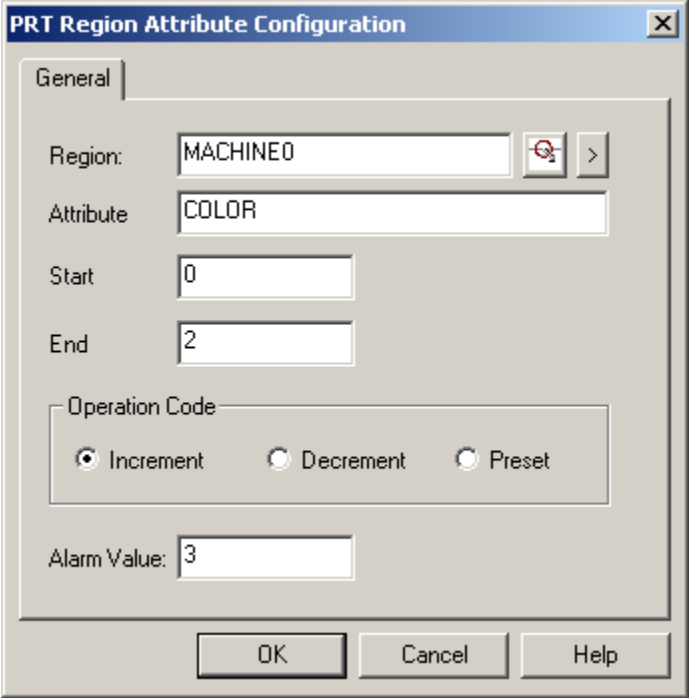 PRT Region Attribute Configuration
General
Region: MACHINE0 >
Attribute COLOR
Start 0
End 2
Operation Code
Increment Decrement Preset
Alarm Value: 3
OK Cancel Help